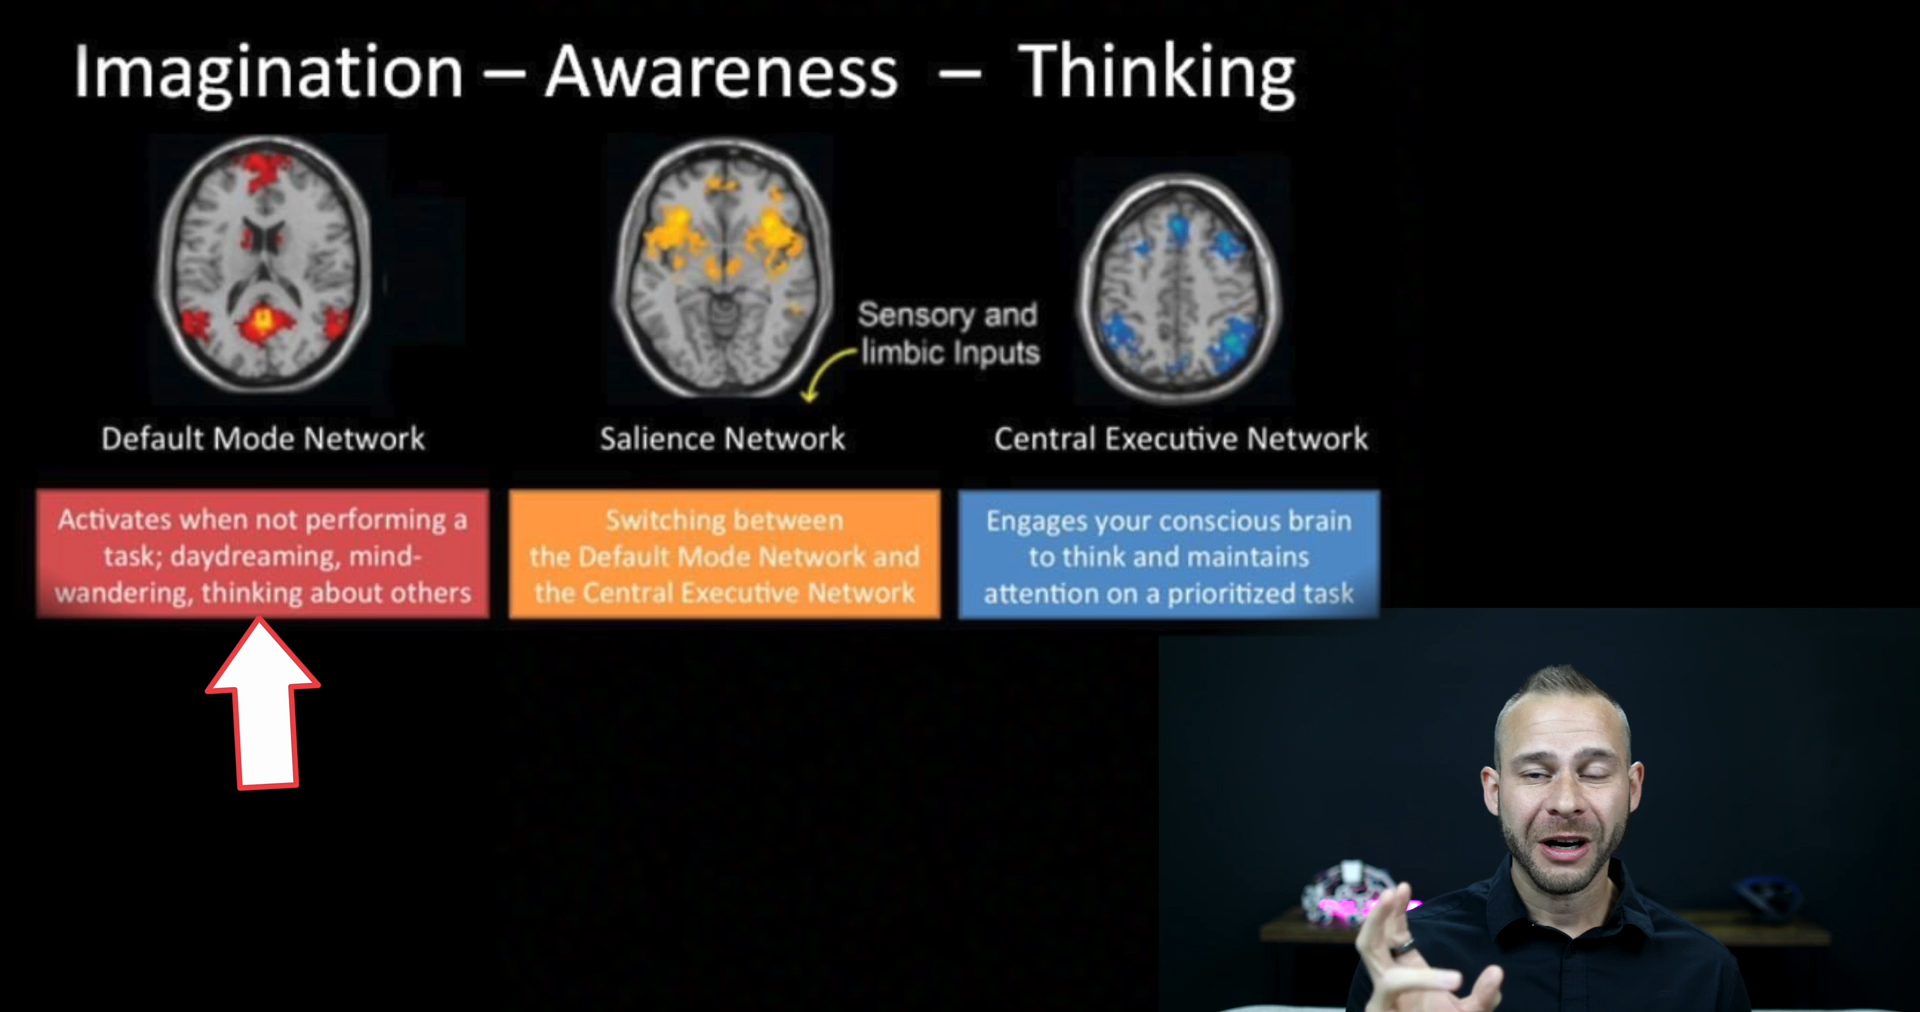 Imagination – Awareness – Thinking
Sensory and
limbic Inputs
Default Mode Network
Salience Network
Central Executive Network
Activates when not performing a
task; daydreaming, mind-
wandering, thinking about others
Switching between
the Default Mode Network and
the Central Executive Network
Engages your conscious brain
to think and maintains
attention on a prioritized task